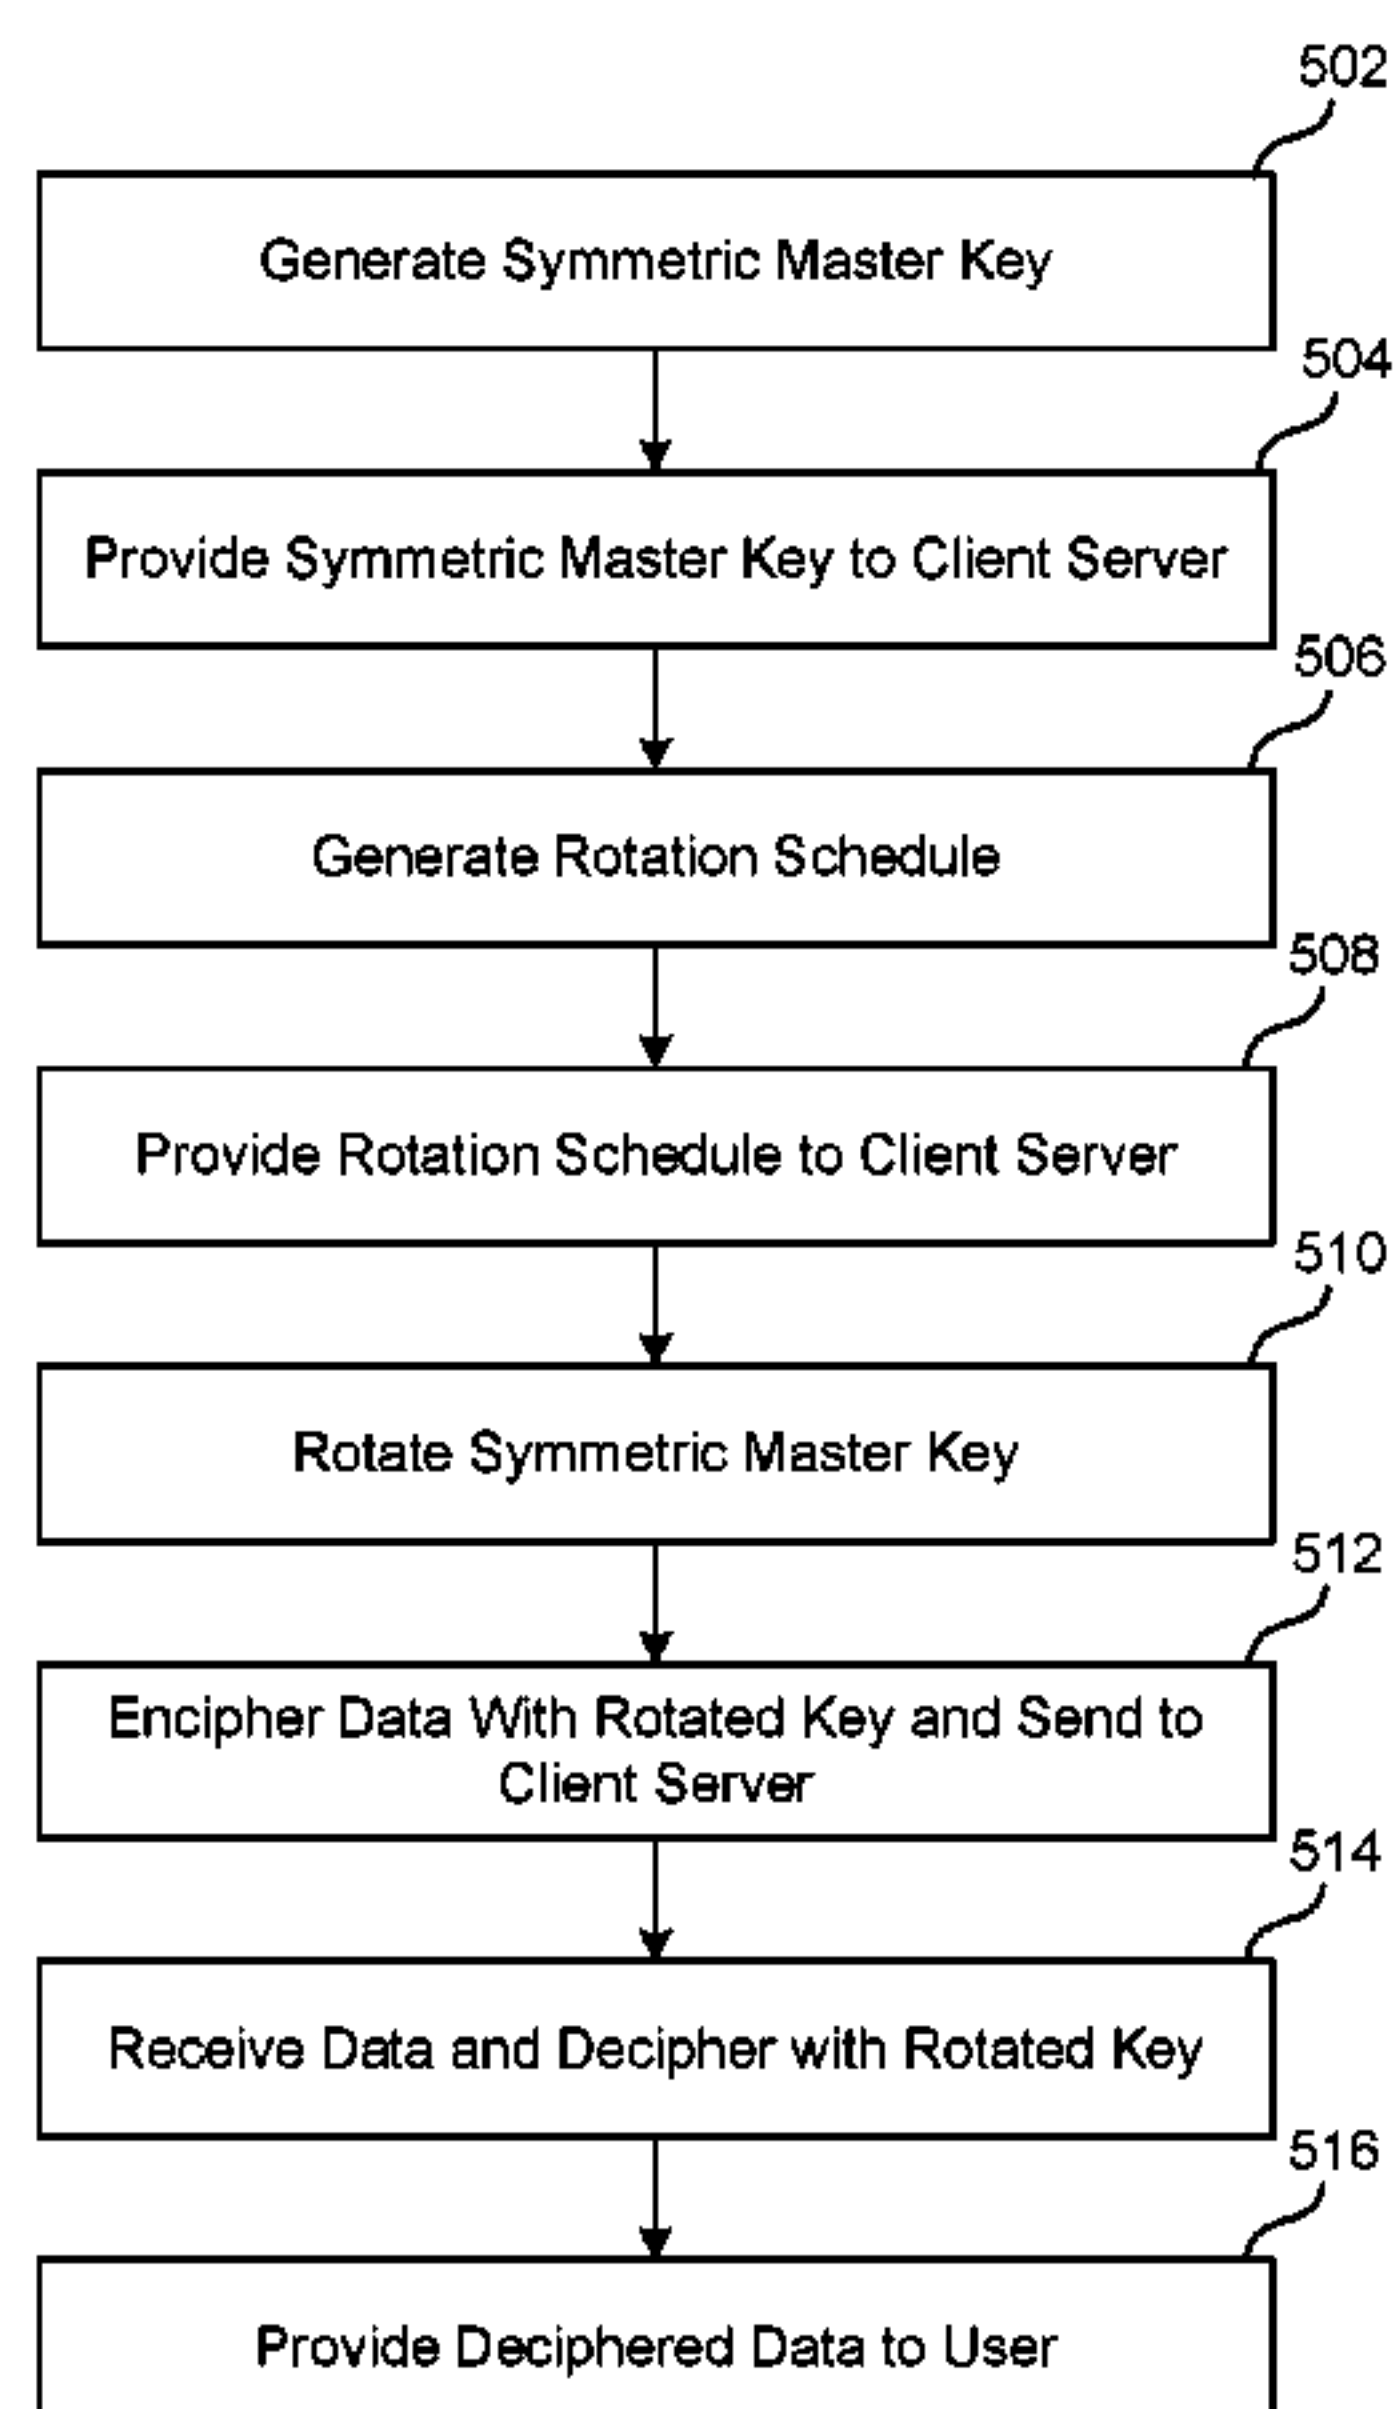 502
Generate Symmetric Master Key
504
Provide Symmetric Master Key to Client Server
506
Generate Rotation Schedule
508
Provide Rotation Schedule to Client Server
510
Rotate Symmetric Master Key
512
Encipher Data With Rotated Key and Send to
Client Server
514
Receive Data and Decipher with Rotated Key
516
Provide Deciphered Data to User